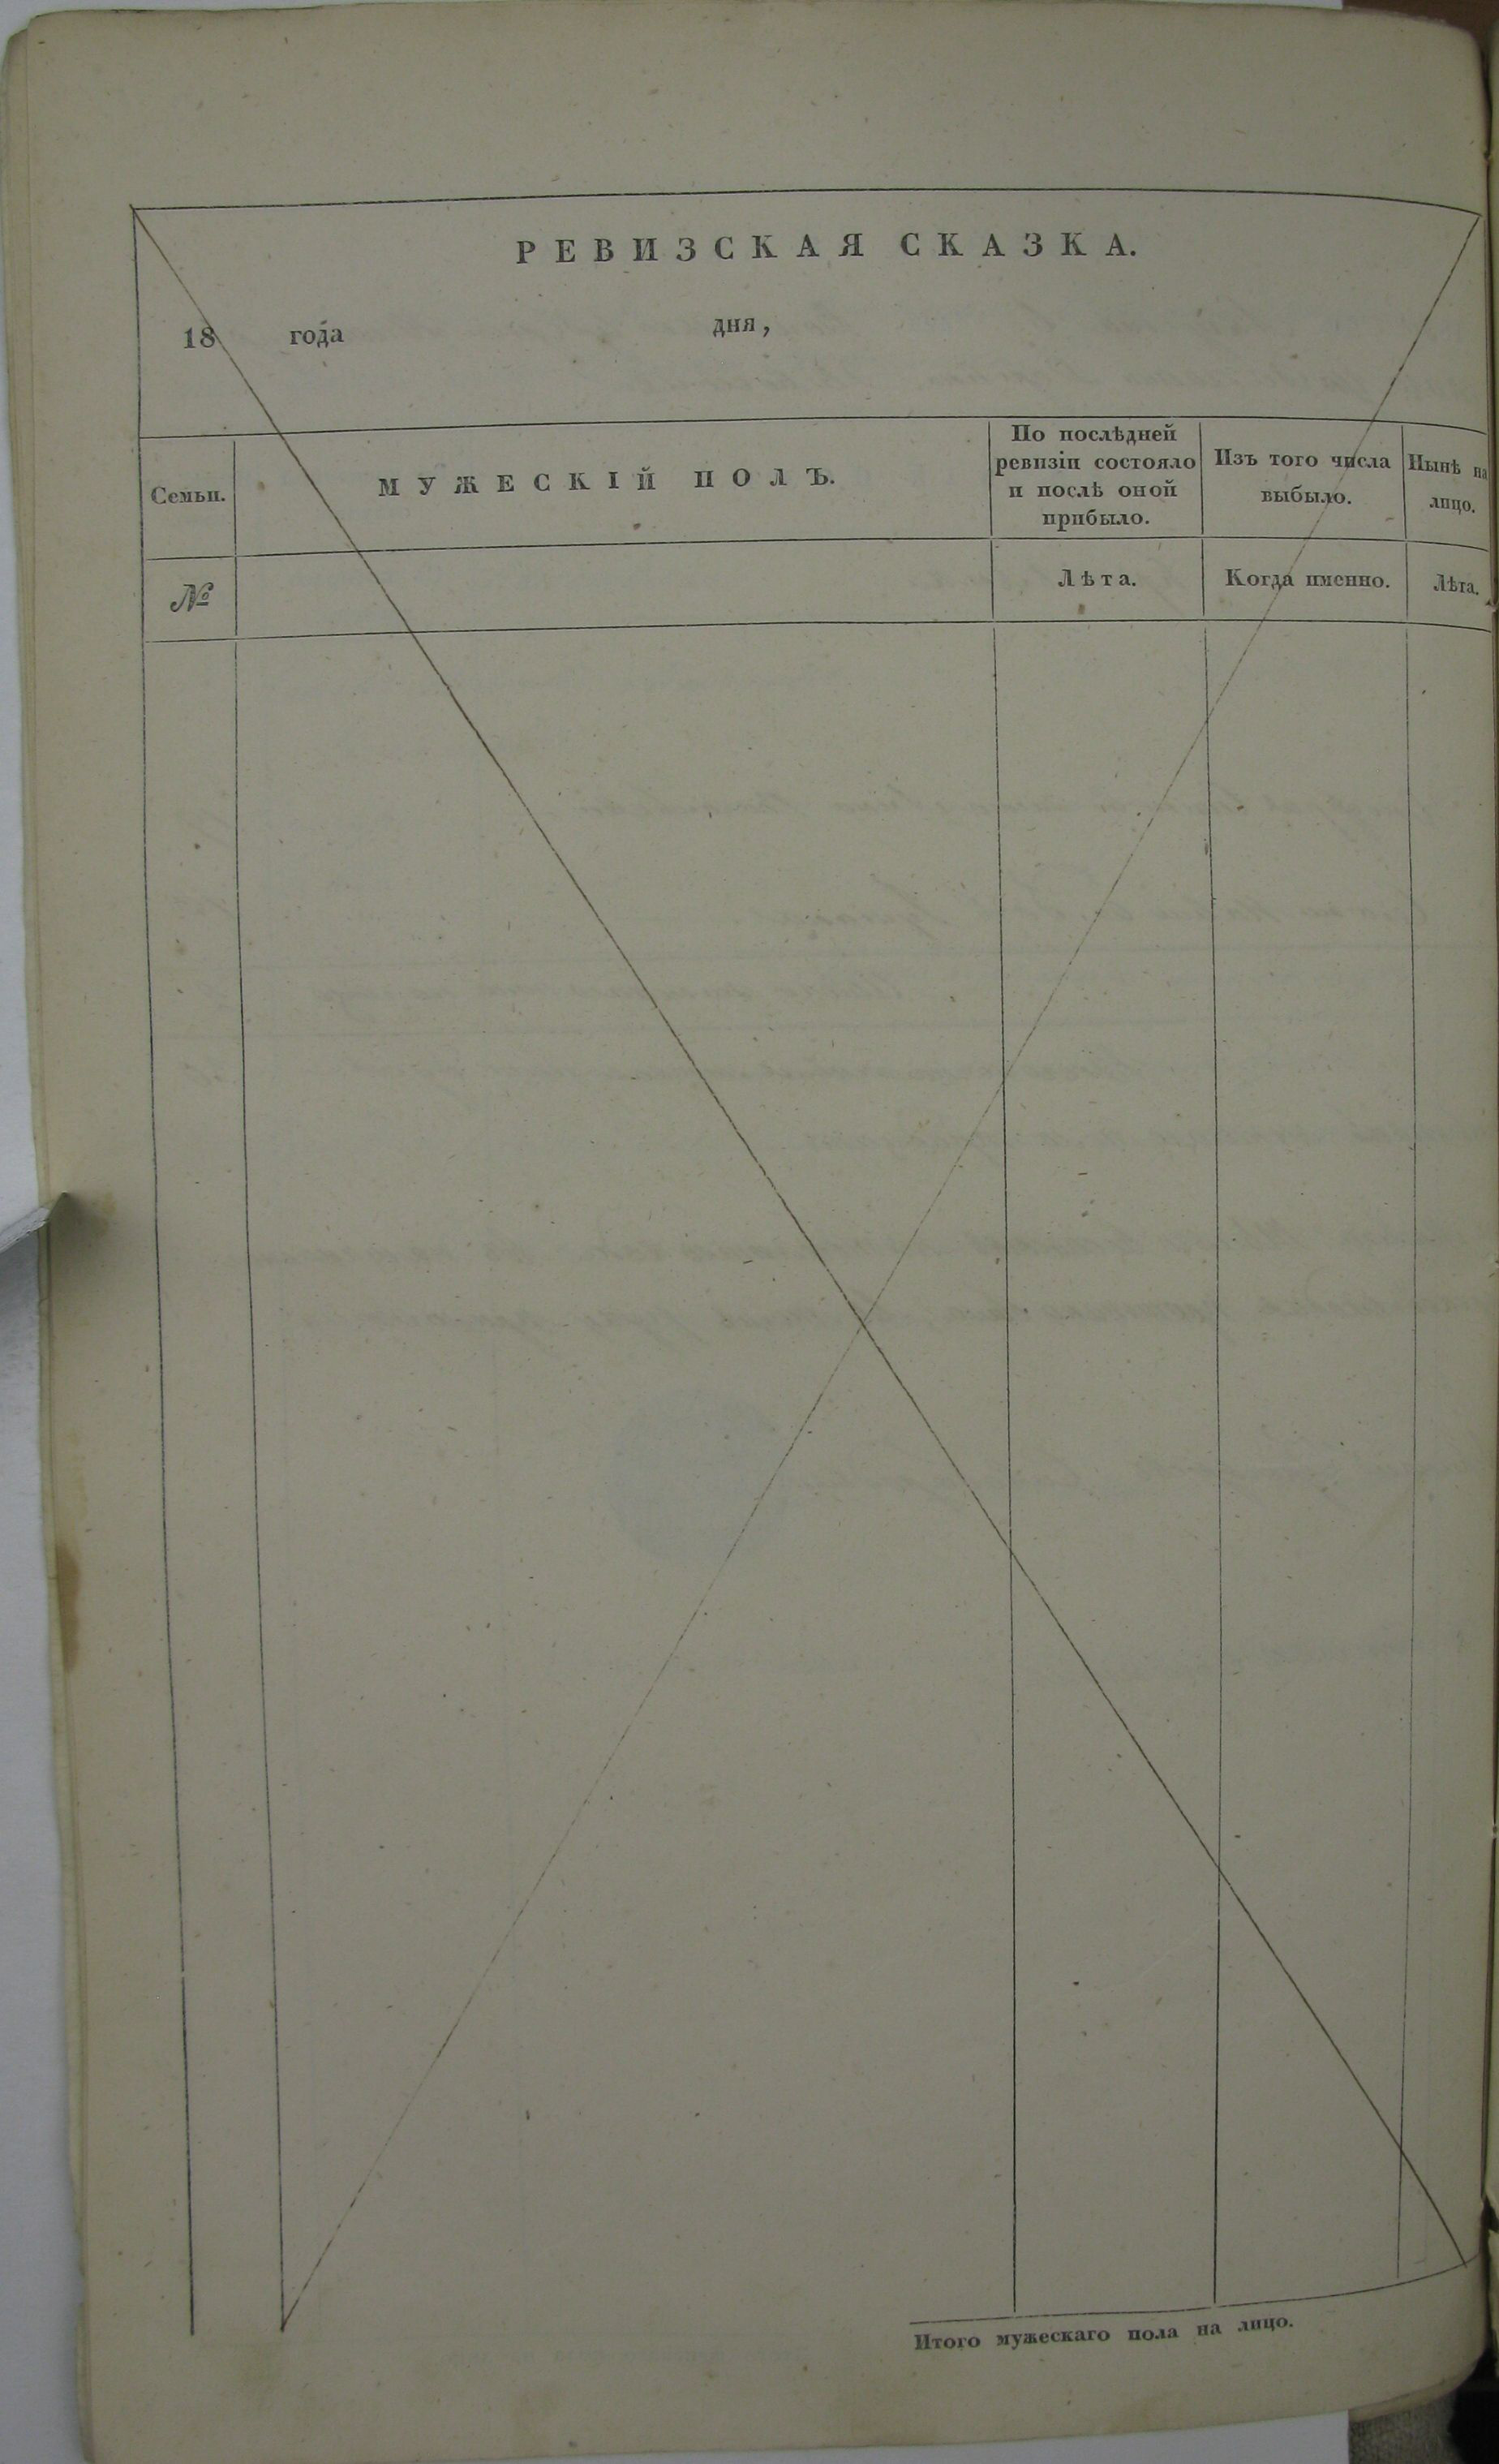 РЕВИЗСКАЯ СКАЗКА.
18 года дня,
Семьи.
МУЖЕСКІЙ ПОЛЪ.
По послѣдней
ревизіи состояло
и послѣ оной
прибыло.
Изъ того числа
выбыло.
Нынѣ на
лицо.
№
Лѣта.
Когда именно.
Лѣта.
Итого мужескаго пола на лицо.